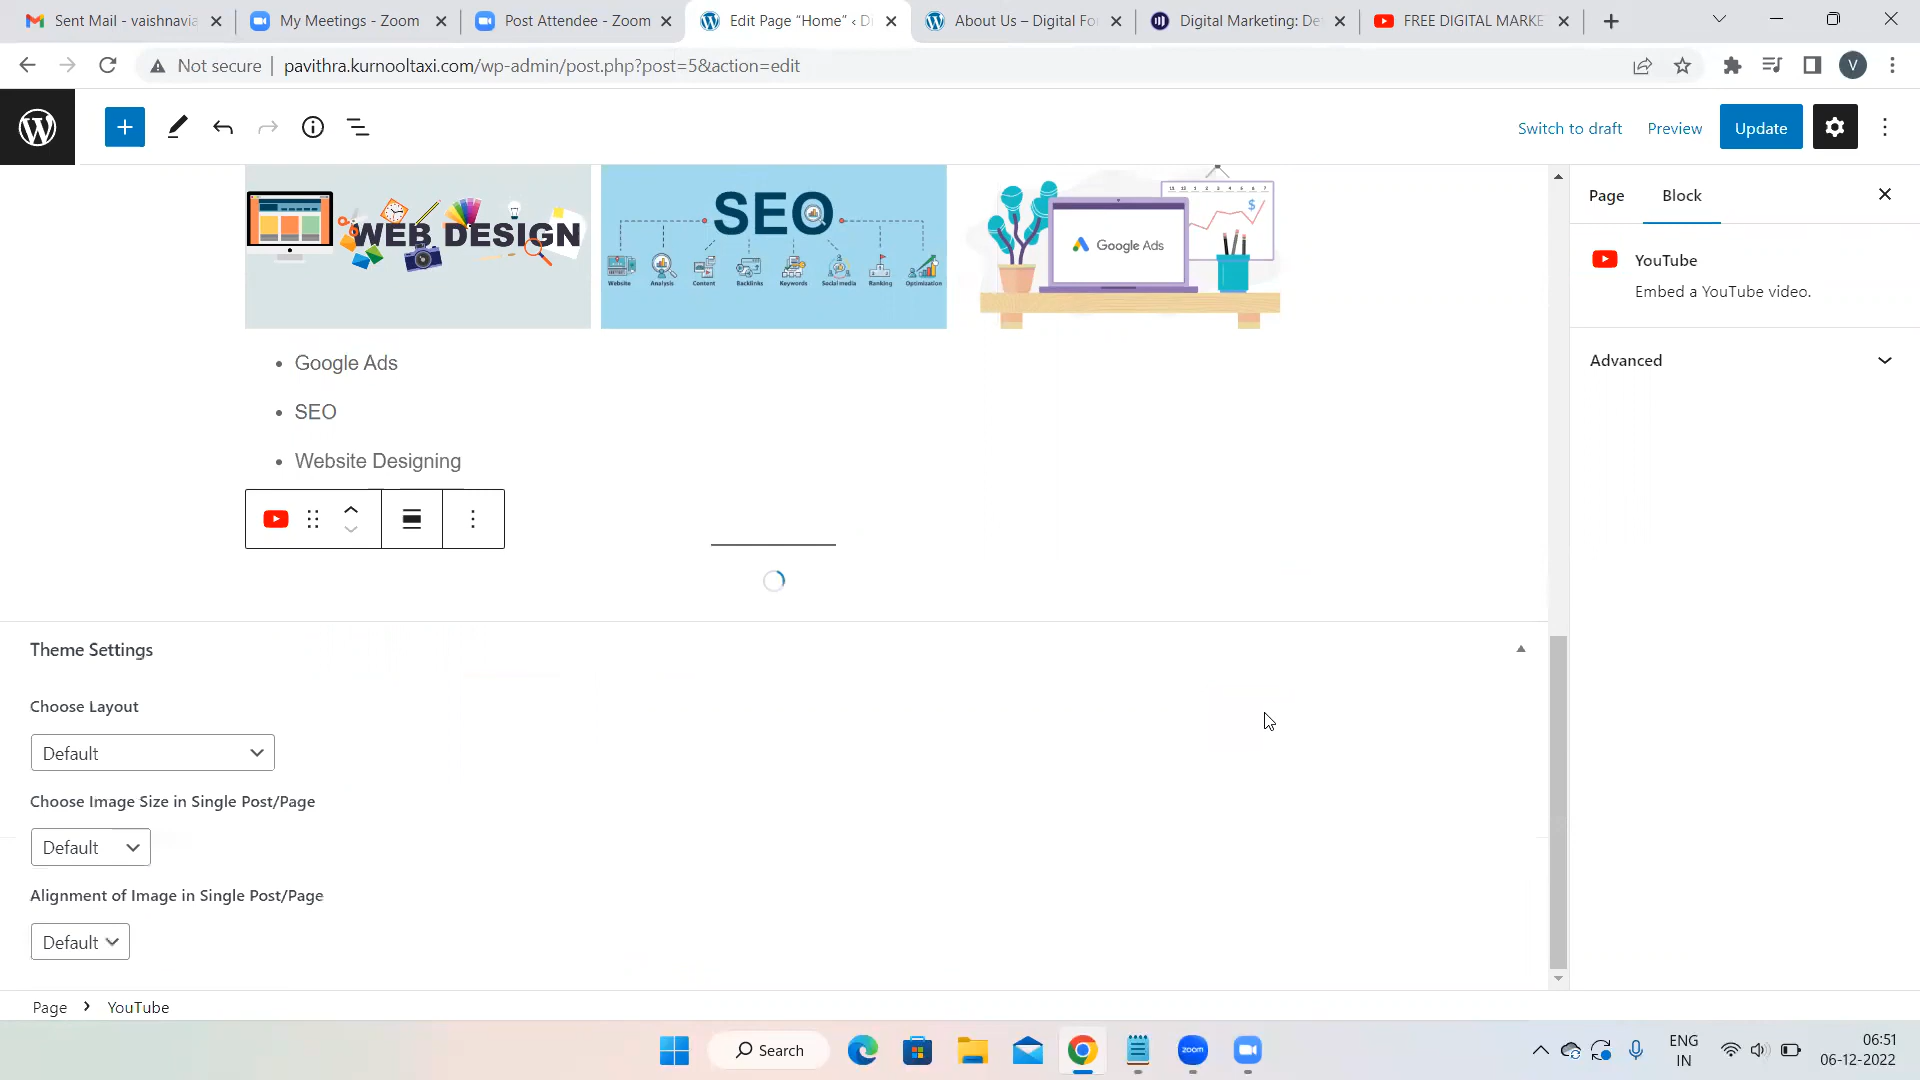 Sent Mail - vaishnavia
My Meetings - Zoom
Post Attendee - Zoom
Edit Page “Home” ‹ D
About Us – Digital Fo
Digital Marketing: De
FREE DIGITAL MARKE
Not secure
pavithra.kurnooltaxi.com/wp-admin/post.php?post=5&action=edit
V
Switch to draft
Preview
Update
WEB DESIGN
SEO
Website
Analysis
Content
Backlinks
Keywords
Social media
Ranking
Optimization
Google Ads
$
Page
Block
YouTube
Embed a YouTube video.
Advanced
Google Ads
SEO
Website Designing
Theme Settings
Choose Layout
Default
Choose Image Size in Single Post/Page
Default
Alignment of Image in Single Post/Page
Default
Page
YouTube
Search
zoom
ENG
IN
06:51
06-12-2022